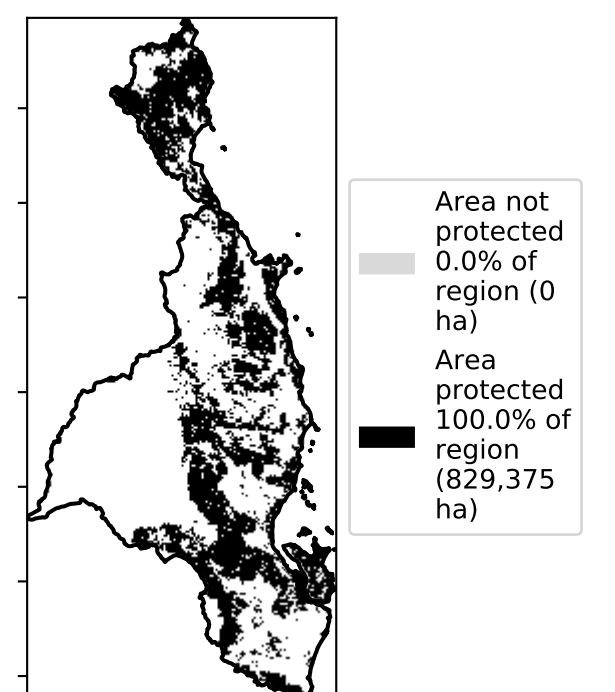 Area not
protected
0.0% of
region (0
ha)
Area
protected
100.0% of
region
(829,375
ha)